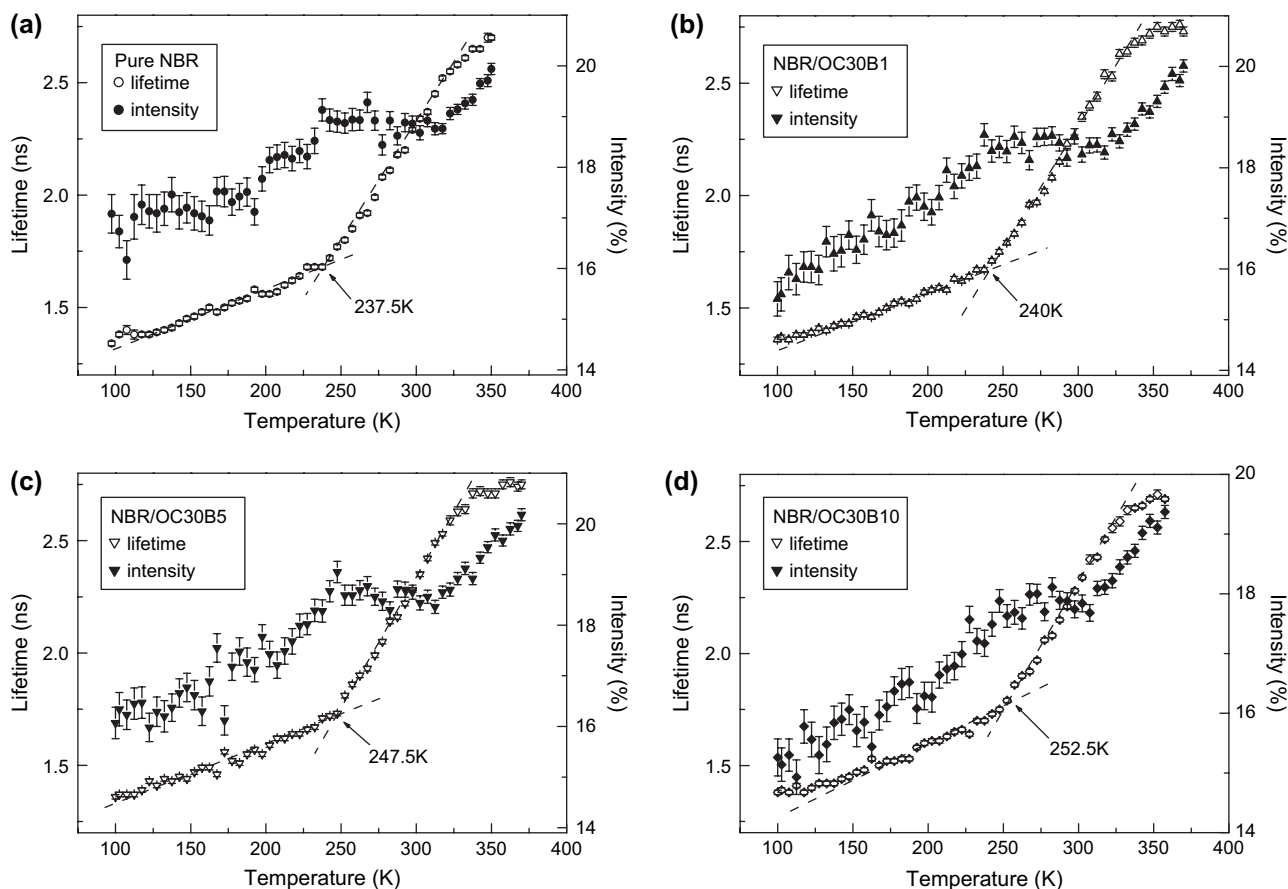 (a)
Pure NBR
lifetime
intensity
2.5
2.0
1.5
Lifetime (ns)
20
18
16
14
Intensity (%)
237.5K
100 150 200 250 300 350 400
Temperature (K)
(b)
NBR/OC30B1
lifetime
intensity
2.5
2.0
1.5
Lifetime (ns)
20
18
16
14
Intensity (%)
240K
100 150 200 250 300 350 400
Temperature (K)
(c)
NBR/OC30B5
lifetime
intensity
2.5
2.0
1.5
Lifetime (ns)
20
18
16
14
Intensity (%)
247.5K
100 150 200 250 300 350 400
Temperature (K)
(d)
NBR/OC30B10
lifetime
intensity
2.5
2.0
1.5
Lifetime (ns)
20
18
16
14
Intensity (%)
252.5K
100 150 200 250 300 350 400
Temperature (K)